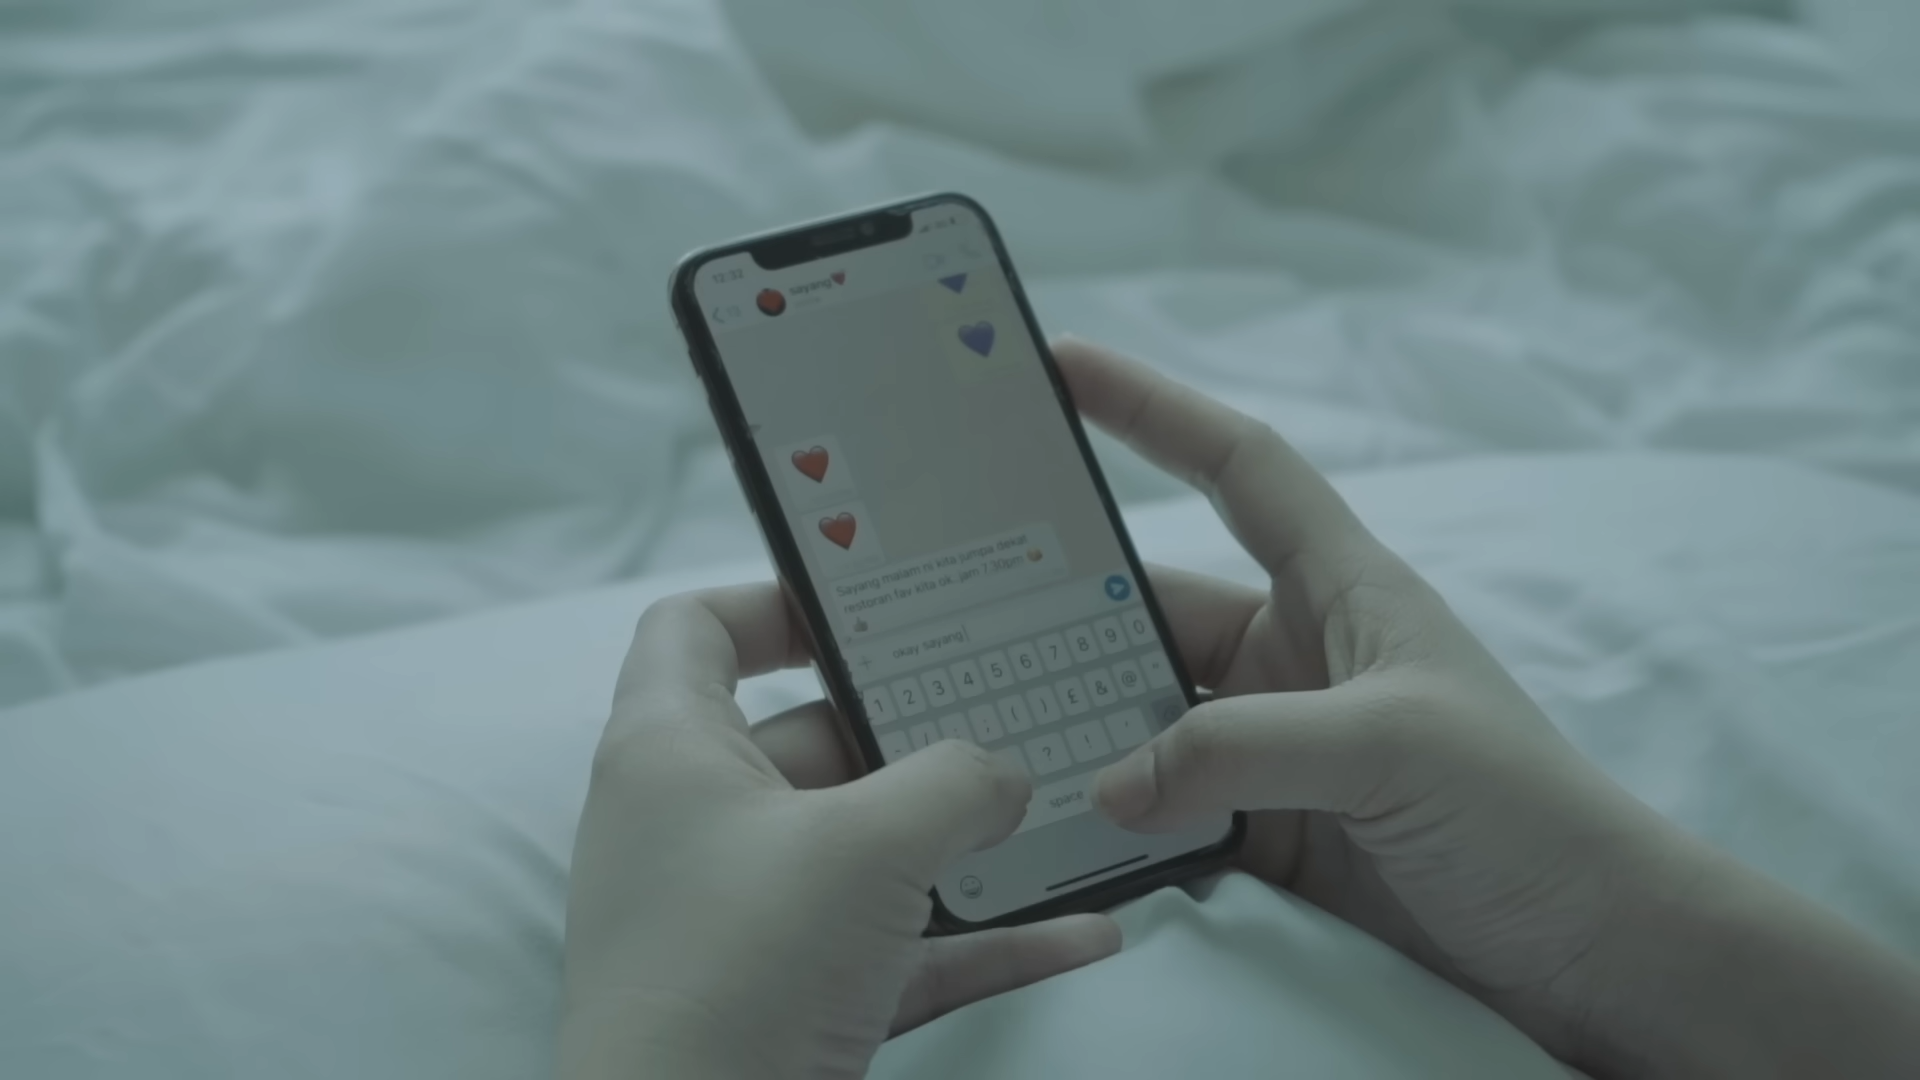 12:32
sayang
Sayang malam ni kita jumpa dekat
restoran fav kita ok. jam 7.30pm
okay sayang
1 2 3 4 5 6 7 8 9 0
- / : ; ( ) £ & @ "
? ! '
space